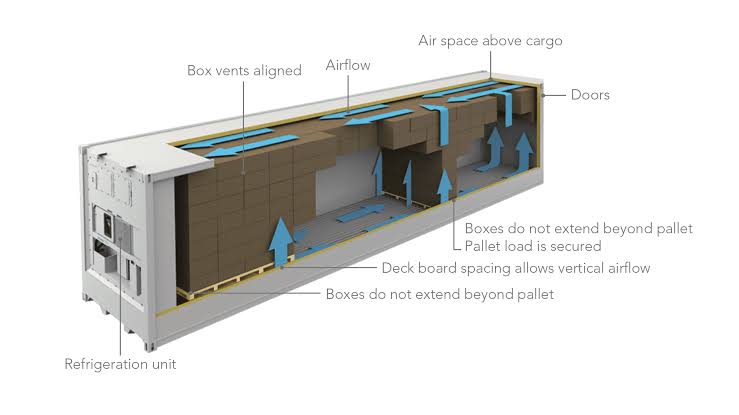 Air space above cargo
Airflow
Box vents aligned
Doors
Boxes do not extend beyond pallet
Pallet load is secured
Deck board spacing allows vertical airflow
Boxes do not extend beyond pallet
Refrigeration unit